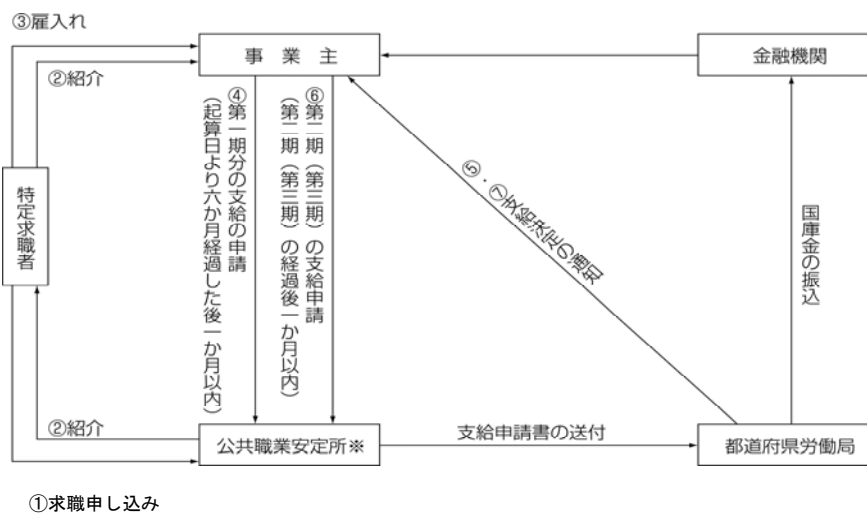 ③雇入れ
事業主
金融機関
②紹介
④第一期分の支給の申請
（起算日より六か月経過した後一か月以内）
⑥第二期（第三期）の支給申請
（第二期（第三期）の経過後一か月以内）
⑤・⑦支給決定の通知
特定求職者
国庫金の振込
②紹介
公共職業安定所※
支給申請書の送付
都道府県労働局
①求職申し込み